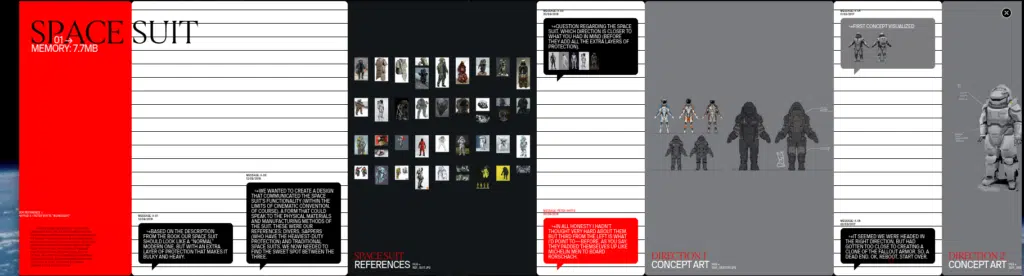 SPACE SUIT
01→
MEMORY: 7.7MB
↪BASED ON THE DESCRIPTION
FROM THE BOOK OUR SPACE SUIT
SHOULD LOOK LIKE A "NORMAL"
MODERN ONE. BUT WITH AN EXTRA
LAYER OF PROTECTION THAT MAKES IT
BULKY AND HEAVY.
↪WE WANTED TO CREATE A DESIGN
THAT COMMUNICATED THE SPACE
SUIT'S FUNCTIONALITY (WITHIN THE
LIMITS OF CINEMATIC CONVENTION,
OF COURSE). A FORM THAT COULD
SPEAK TO THE PHYSICAL MATERIALS
AND MANUFACTURING METHODS OF
THE SUIT. THESE WERE OUR
REFERENCES: DIVERS, SAPPERS
(WHO HAVE THE HEAVIEST-DUTY
PROTECTION) AND TRADITIONAL
SPACE SUITS. WE NOW NEEDED TO
FIND THE SWEET SPOT BETWEEN THE
THREE.
SPACE SUIT
REFERENCES
↪QUESTION REGARDING THE SPACE
SUIT, WHICH DIRECTION IS CLOSER TO
WHAT YOU HAD IN MIND (BEFORE
THEY ADD ALL THE EXTRA LAYERS OF
PROTECTION).
↪IN ALL HONESTY I HADN'T
THOUGHT VERY HARD ABOUT THEM,
BUT THIRD FROM THE LEFT IS WHAT
I'D POINT TO — BEFORE, AS YOU SAY,
THEY PADDED THEMSELVES UP LIKE
MICHELIN MEN TO BOARD
RORSCHACH.
DIRECTION 1
CONCEPT ART
↪FIRST CONCEPT VISUALIZED
↪IT SEEMED WE WERE HEADED IN
THE RIGHT DIRECTION, BUT HAD
GOTTEN TOO CLOSE TO CREATING A
CLONE OF THE FALLOUT ARMOR. SO, A
DEAD END. OK, REBOOT, START OVER.
DIRECTION 2
CONCEPT ART